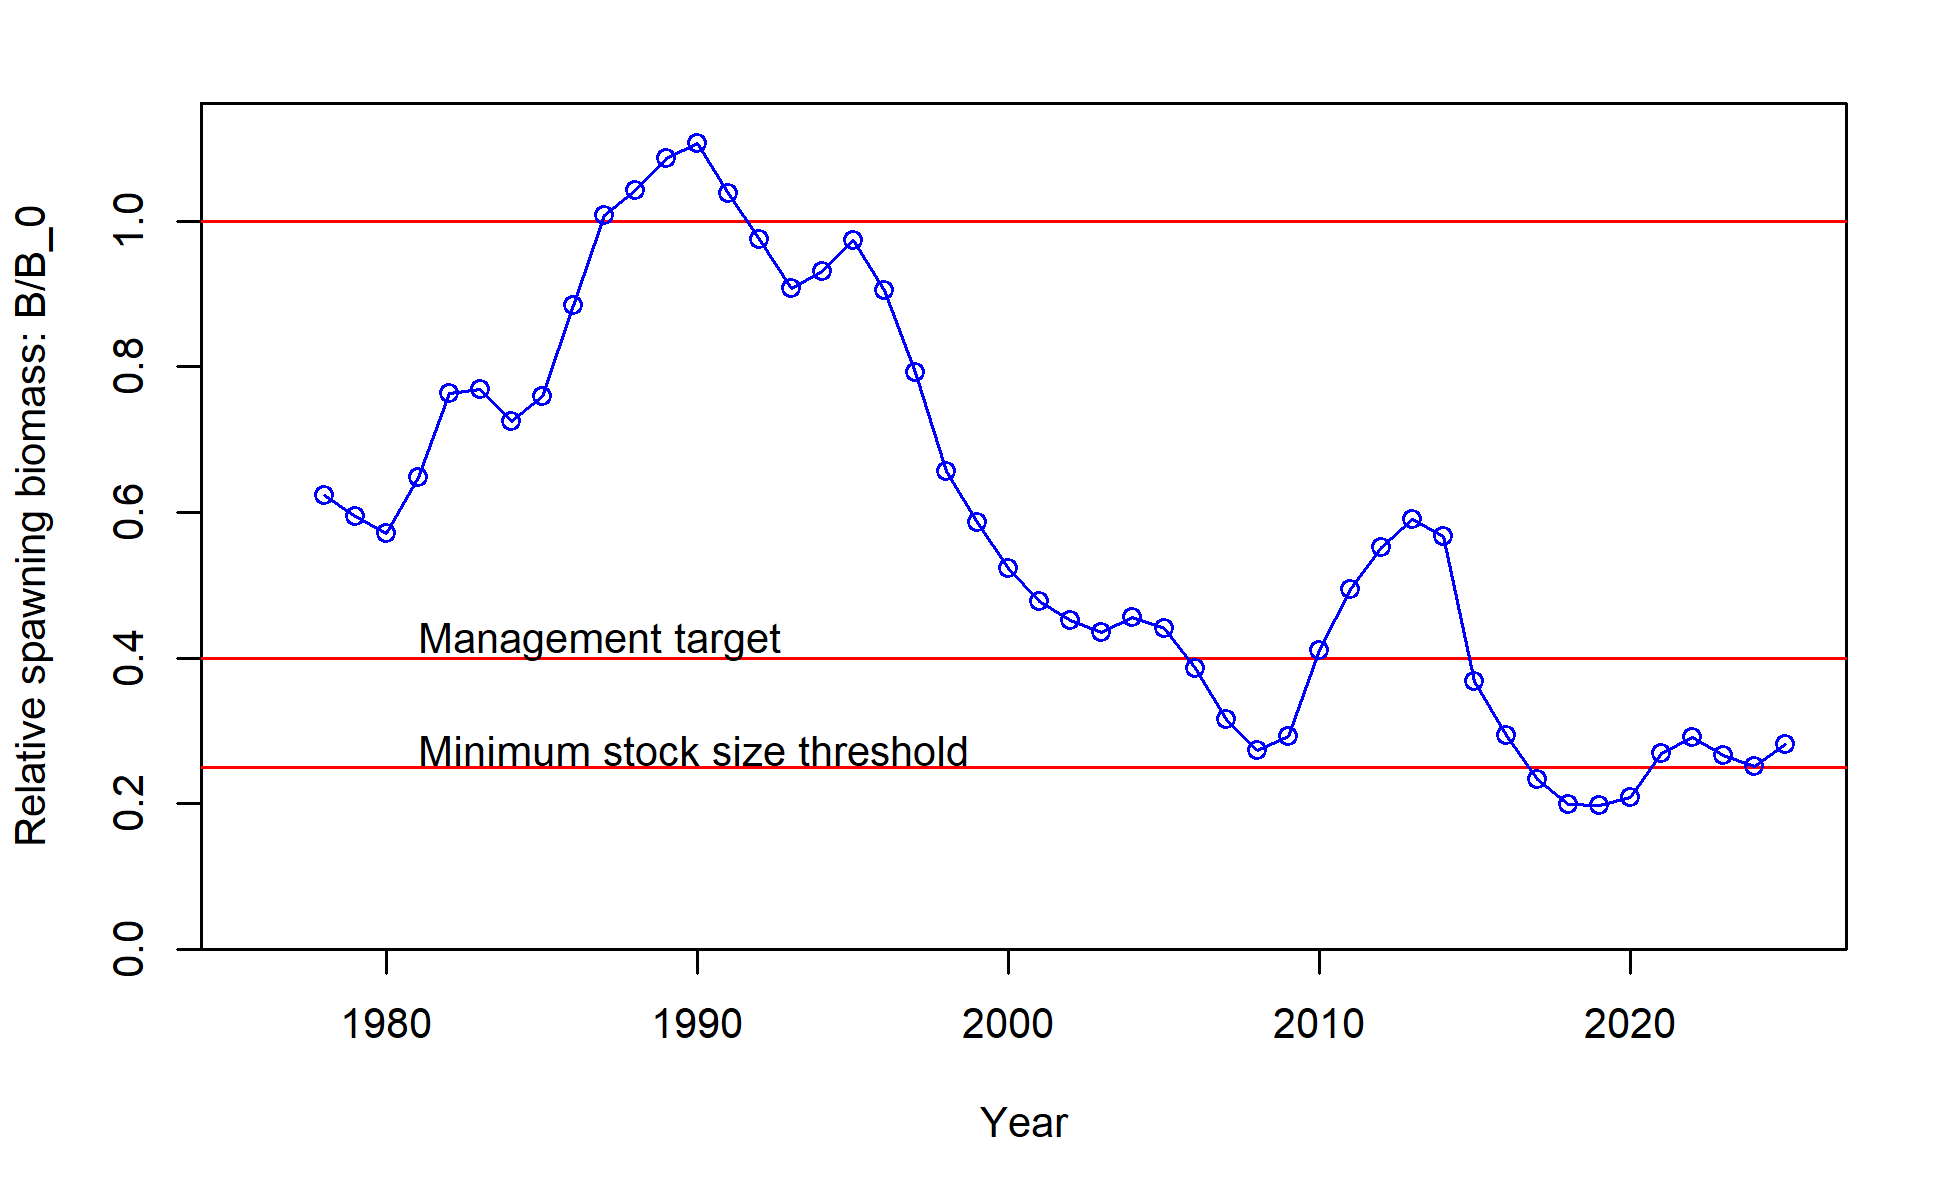 Relative spawning biomass: B/B_0
1.0
0.8
0.6
0.4
0.2
0.0
Management target
Minimum stock size threshold
1980 1990 2000 2010 2020
Year